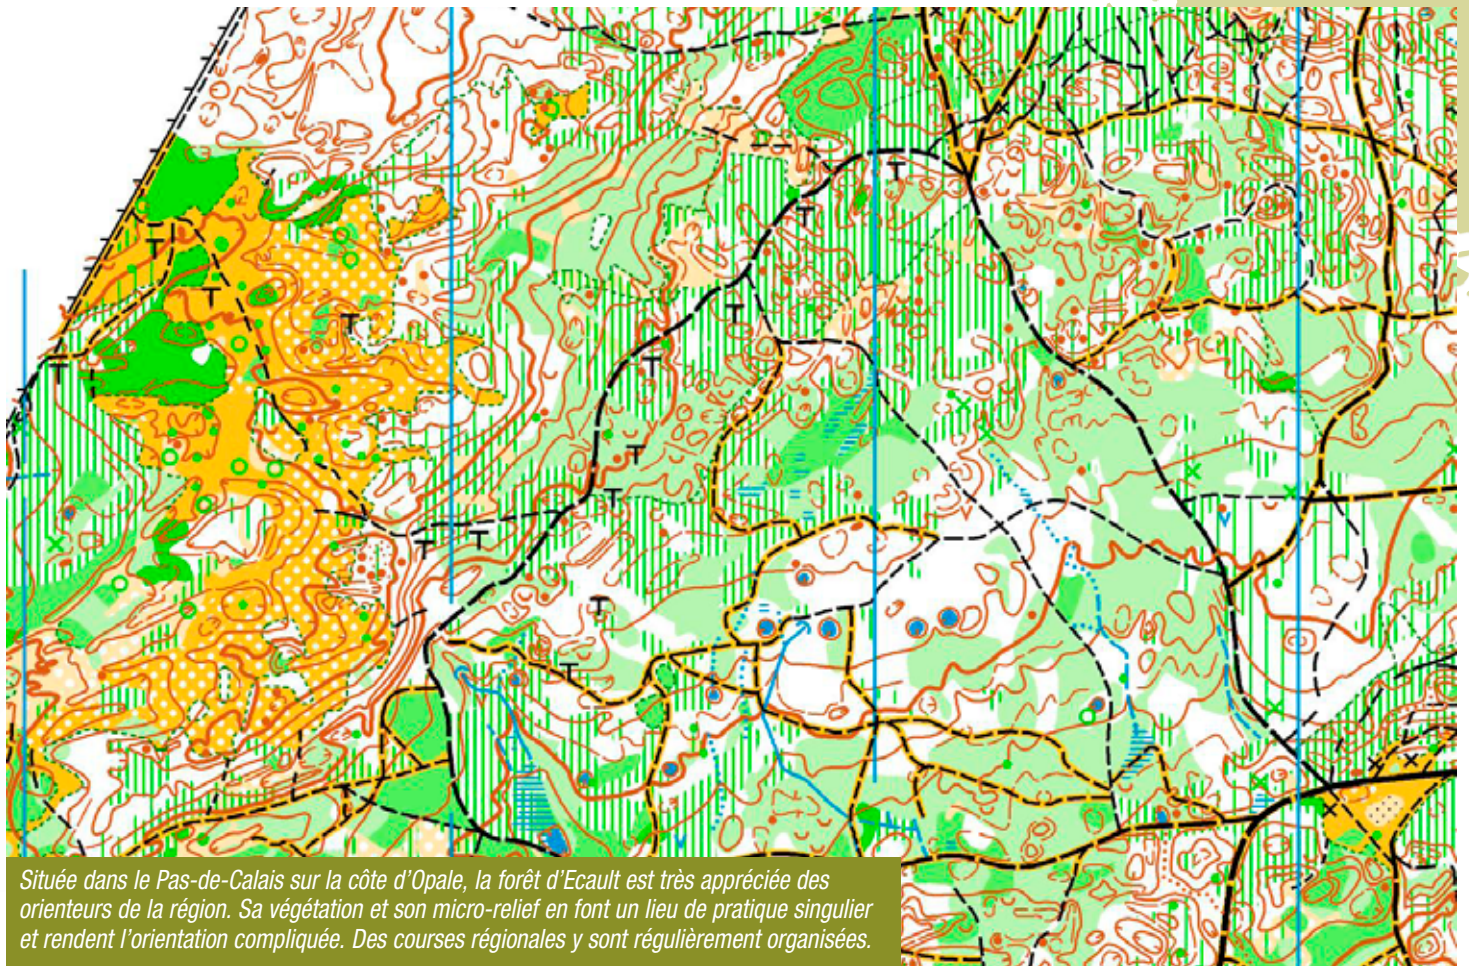 Située dans le Pas-de-Calais sur la côte d'Opale, la forêt d'Ecault est très appréciée des
orienteurs de la région. Sa végétation et son micro-relief en font un lieu de pratique singulier
et rendent l'orientation compliquée. Des courses régionales y sont régulièrement organisées.